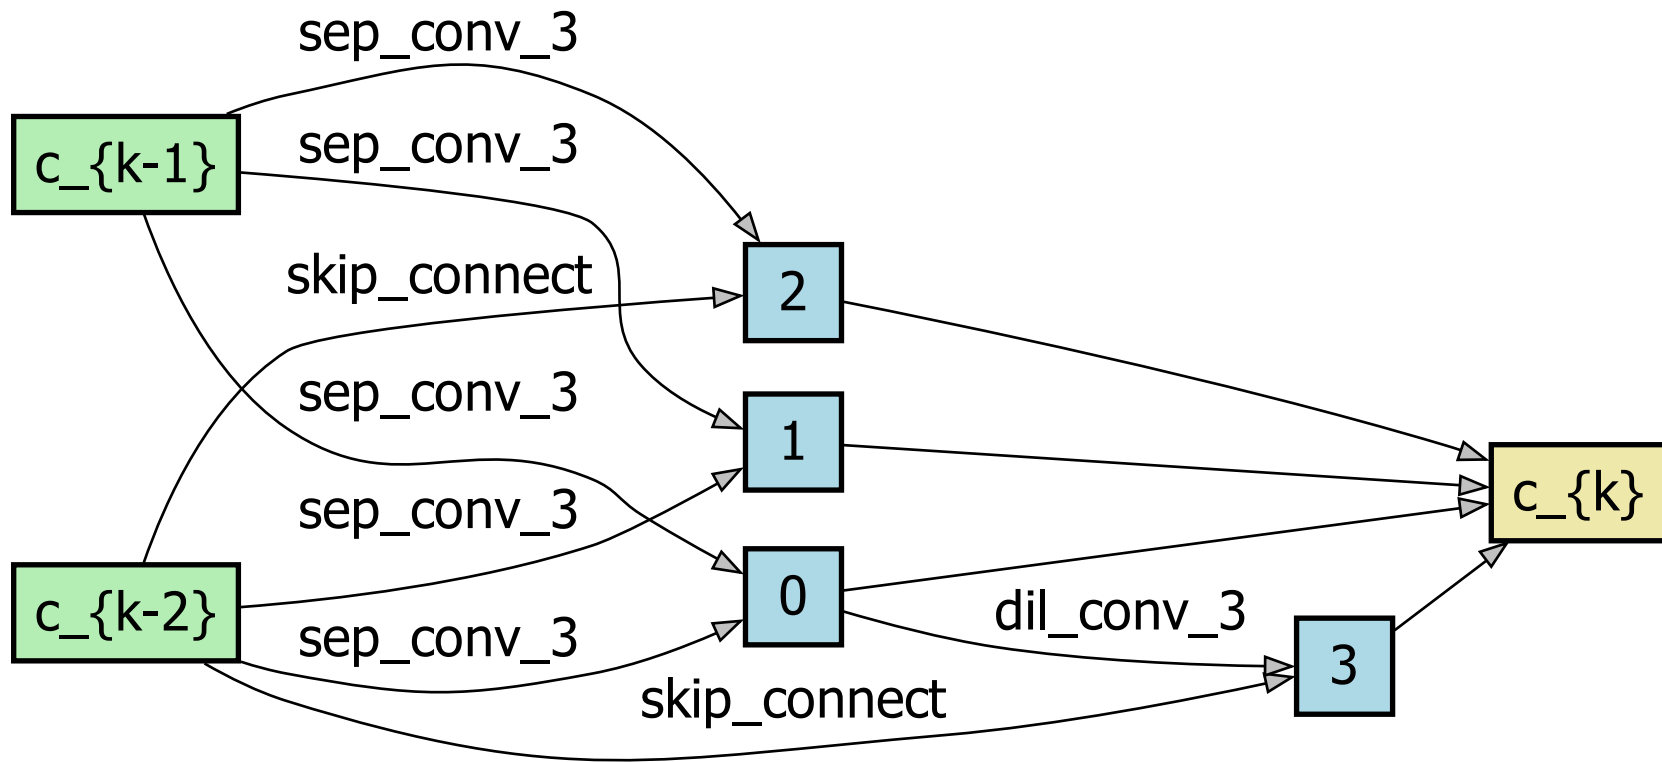 sep_conv_3
c_{k-1}
sep_conv_3
skip_connect
2
sep_conv_3
1
c_{k}
sep_conv_3
c_{k-2}
0
dil_conv_3
sep_conv_3
3
skip_connect